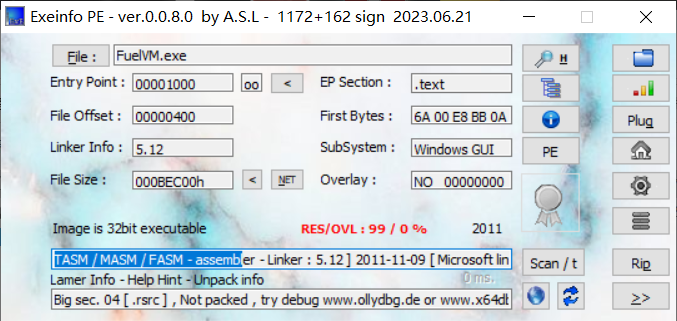 Exeinfo PE - ver.0.0.8.0 by A.S.L - 1172+162 sign 2023.06.21
File : FuelVM.exe H
Entry Point : 00001000 oo < EP Section : .text
File Offset : 00000400 First Bytes : 6A 00 E8 BB 0A Plug
Linker Info : 5.12 SubSystem : Windows GUI PE
File Size : 000BEC00h < NET Overlay : NO 00000000
Image is 32bit executable RES/OVL : 99 / 0 % 2011
TASM / MASM / FASM - assembler - Linker : 5.12 ] 2011-11-09 [ Microsoft lin Scan / t Rip
Lamer Info - Help Hint - Unpack info 0 ms.
Big sec. 04 [ .rsrc ] , Not packed , try debug www.ollydbg.de or www.x64db >>